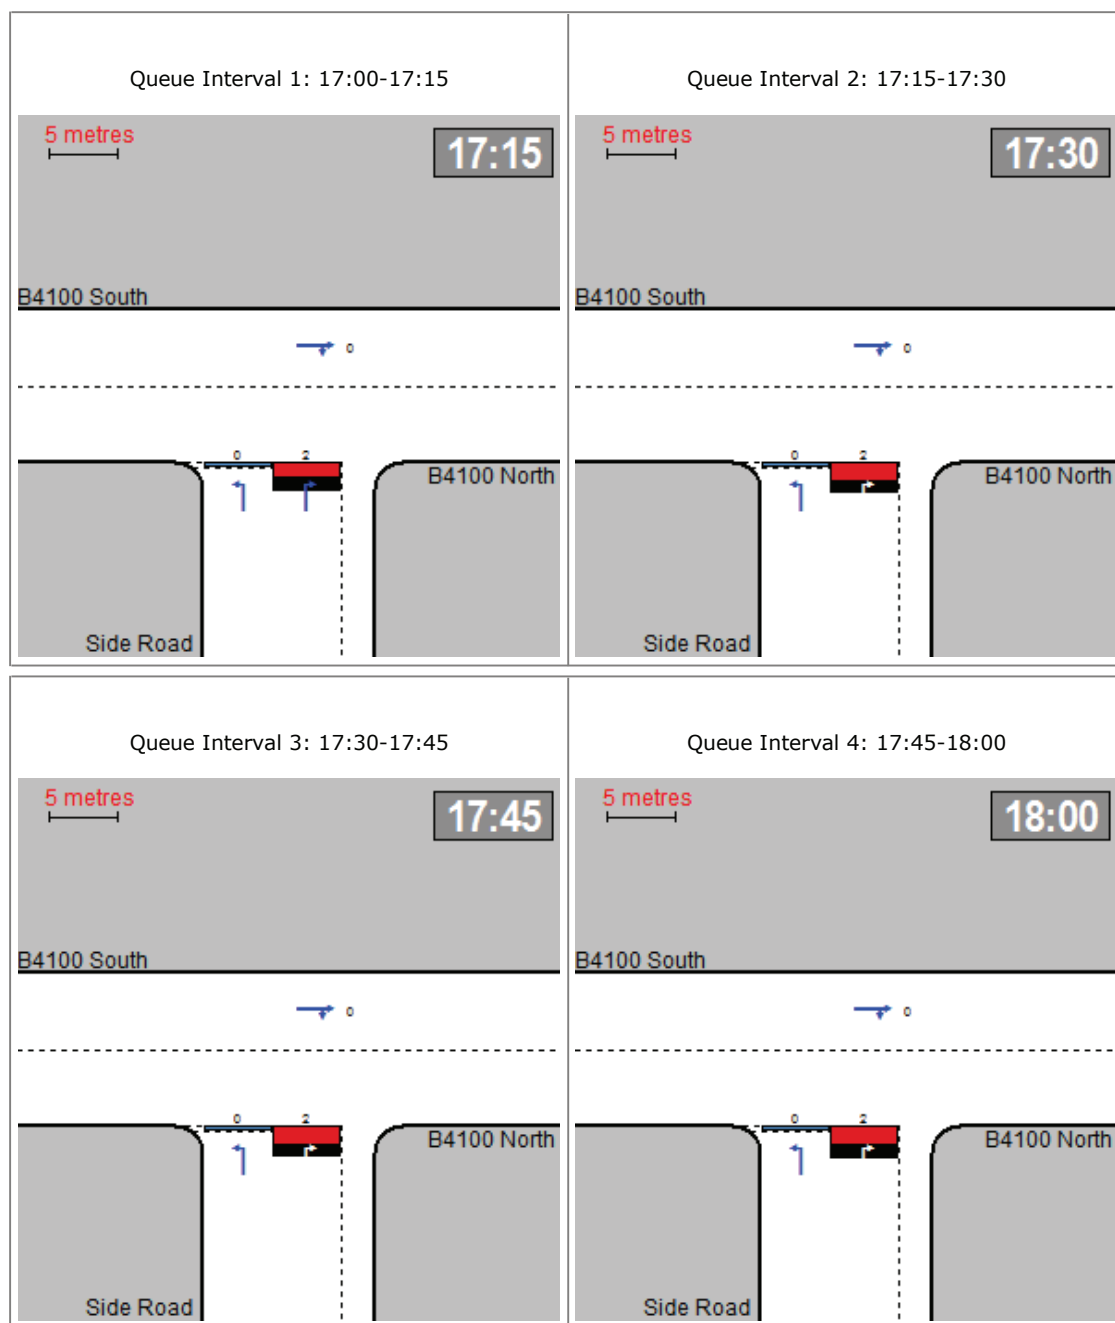 Queue Interval 1: 17:00-17:15
5 metres
17:15
B4100 South
0
0 2
B4100 North
Side Road
Queue Interval 2: 17:15-17:30
5 metres
17:30
B4100 South
0
0 2
B4100 North
Side Road
Queue Interval 3: 17:30-17:45
5 metres
17:45
B4100 South
0
0 2
B4100 North
Side Road
Queue Interval 4: 17:45-18:00
5 metres
18:00
B4100 South
0
0 2
B4100 North
Side Road